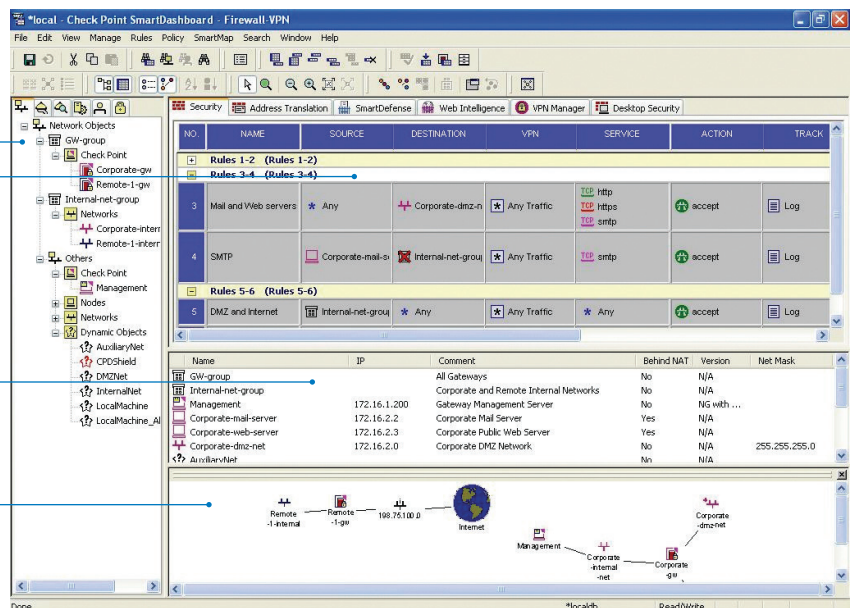 *local - Check Point SmartDashboard - Firewall-VPN
File Edit View Manage Rules Policy SmartMap Search Window Help
Security Address Translation SmartDefense Web Intelligence VPN Manager Desktop Security
Network Objects
GW-group
Check Point
Corporate-gw
Remote-1-gw
Internal-net-group
Networks
Corporate-intern
Remote-1-intern
Others
Check Point
Management
Nodes
Networks
Dynamic Objects
AuxiliaryNet
CPDShield
DMZNet
InternalNet
LocalMachine
LocalMachine_Al
NO. NAME SOURCE DESTINATION VPN SERVICE ACTION TRACK
Rules 1-2 (Rules 1-2)
Rules 3-4 (Rules 3-4)
3 Mail and Web servers Any Corporate-dmz-n Any Traffic TCP http TCP https TCP smtp accept Log
4 SMTP Corporate-mail-s Internal-net-group Any Traffic TCP smtp accept Log
Rules 5-6 (Rules 5-6)
5 DMZ and Internet Internal-net-group Any Any Traffic Any accept Log
Name IP Comment Behind NAT Version Net Mask
GW-group All Gateways No N/A
Internal-net-group Corporate and Remote Internal Networks No N/A
Management 172.16.1.200 Gateway Management Server No NG with ...
Corporate-mail-server 172.16.2.2 Corporate Mail Server Yes N/A
Corporate-web-server 172.16.2.3 Corporate Public Web Server Yes N/A
Corporate-dmz-net 172.16.2.0 Corporate DMZ Network No N/A 255.255.255.0
AuxiliaryNet No N/A
Remote
-1-internal
Remote
-1-gw
198.75.100.0
Internet
Management
Corporate
-internal
-net
Corporate
-gw
Corporate
-dmz-net
Done *localdb Read/Write